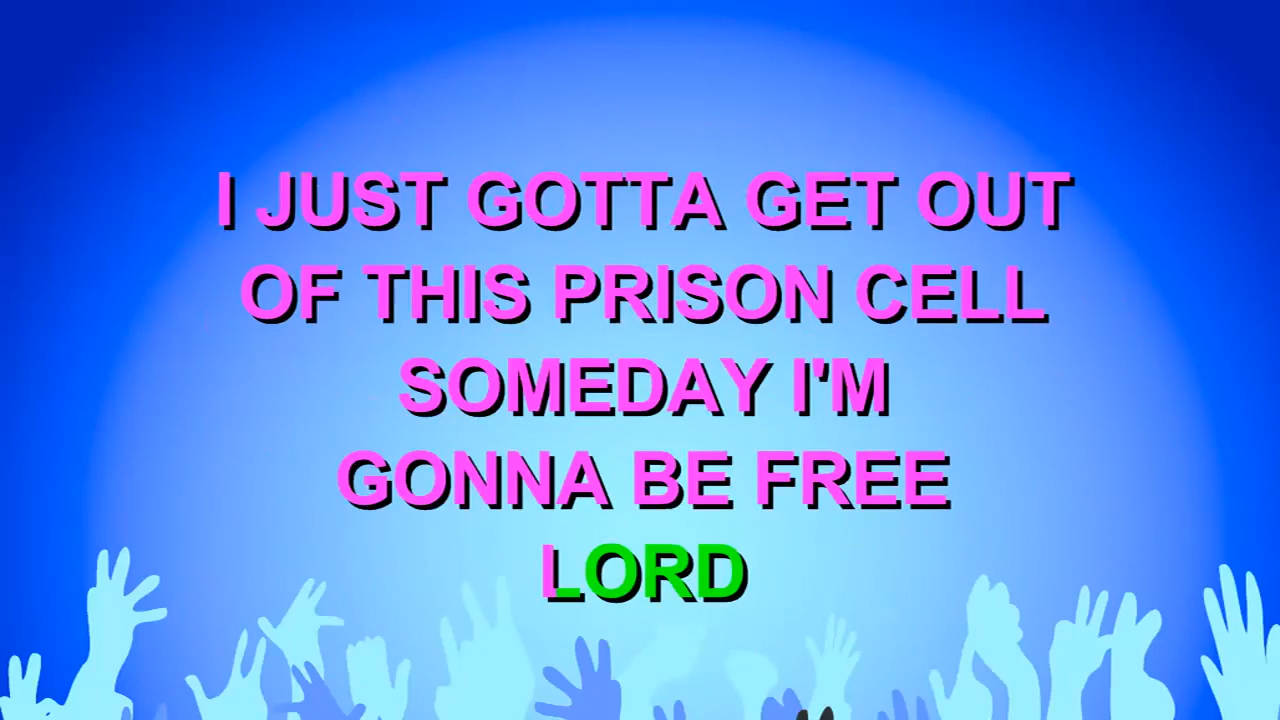 I JUST GOTTA GET OUT
OF THIS PRISON CELL
SOMEDAY I'M
GONNA BE FREE
LORD